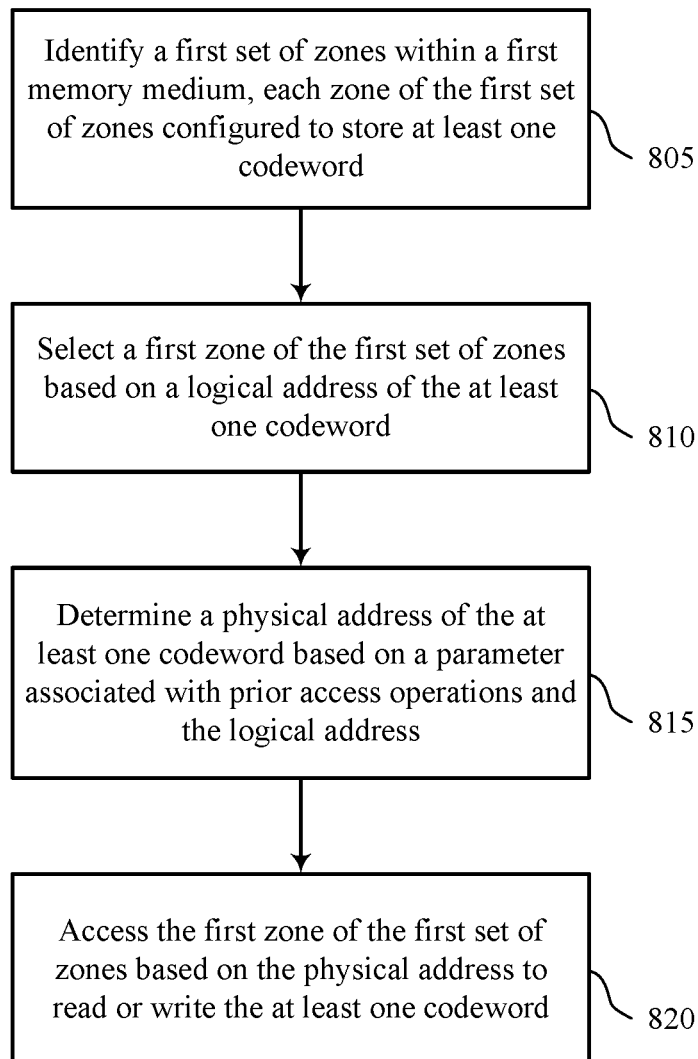 Identify a first set of zones within a first
memory medium, each zone of the first set
of zones configured to store at least one
codeword
805
Select a first zone of the first set of zones
based on a logical address of the at least
one codeword
810
Determine a physical address of the at
least one codeword based on a parameter
associated with prior access operations and
the logical address
815
Access the first zone of the first set of
zones based on the physical address to
read or write the at least one codeword
820